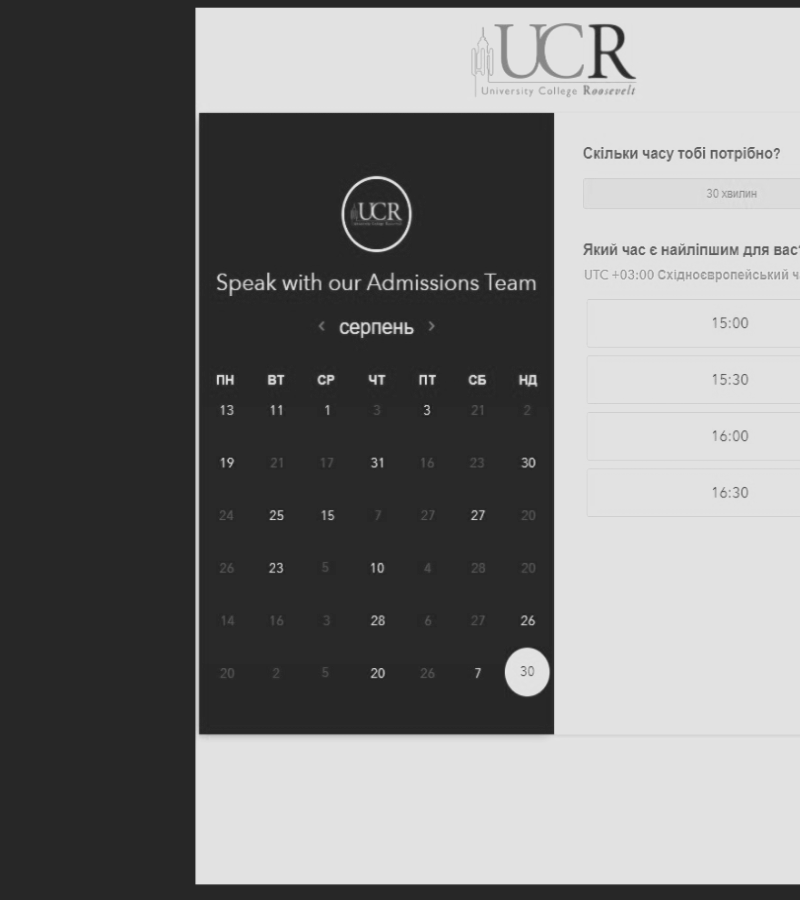 UCR
University College Roosevelt
UCR
Speak with our Admissions Team
‹ серпень ›
ПН ВТ СР ЧТ ПТ СБ НД
13 11 1 3 3 21 2
19 21 17 31 16 23 30
24 25 15 7 27 27 20
26 23 5 10 4 28 20
14 16 3 28 6 27 26
20 2 5 20 26 7 30
Скільки часу тобі потрібно?
30 хвилин
Який час є найліпшим для вас
UTC +03:00 Східноєвропейський ч
15:00
15:30
16:00
16:30